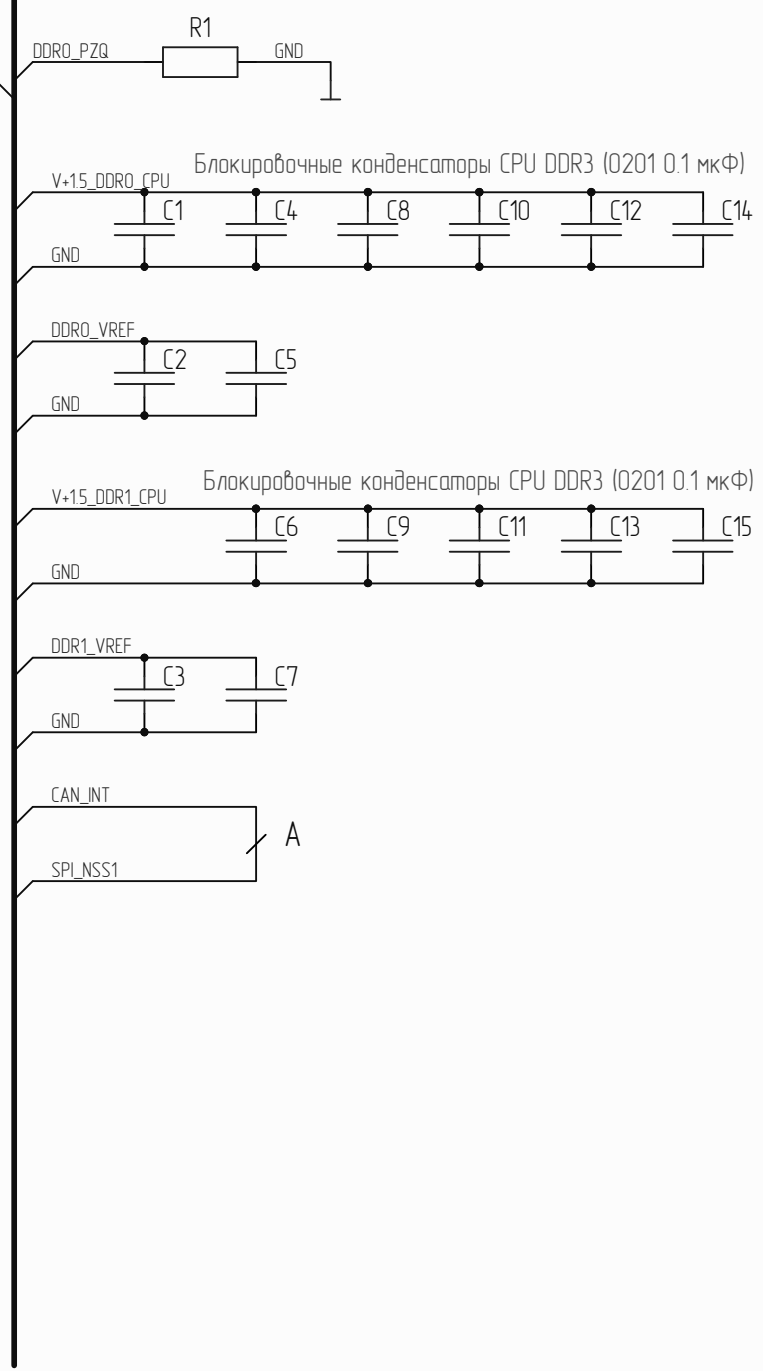 R1
DDR0_PZQ GND
Блокировочные конденсаторы CPU DDR3 (0201 0.1 мкФ)
V+1.5_DDR0_CPU
C1 C4 C8 C10 C12 C14
GND
DDR0_VREF
C2 C5
GND
Блокировочные конденсаторы CPU DDR3 (0201 0.1 мкФ)
V+1.5_DDR1_CPU
C6 C9 C11 C13 C15
GND
DDR1_VREF
C3 C7
GND
CAN_INT
A
SPI_NSS1